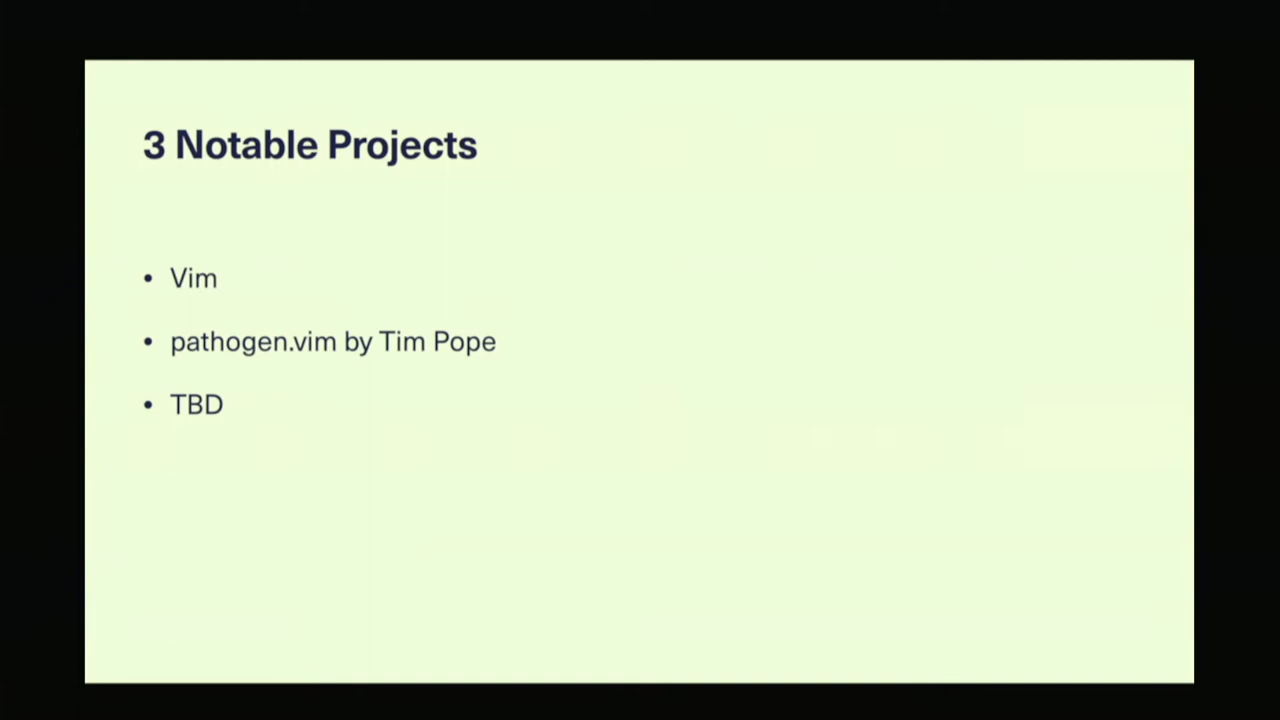 3 Notable Projects
• Vim
• pathogen.vim by Tim Pope
• TBD